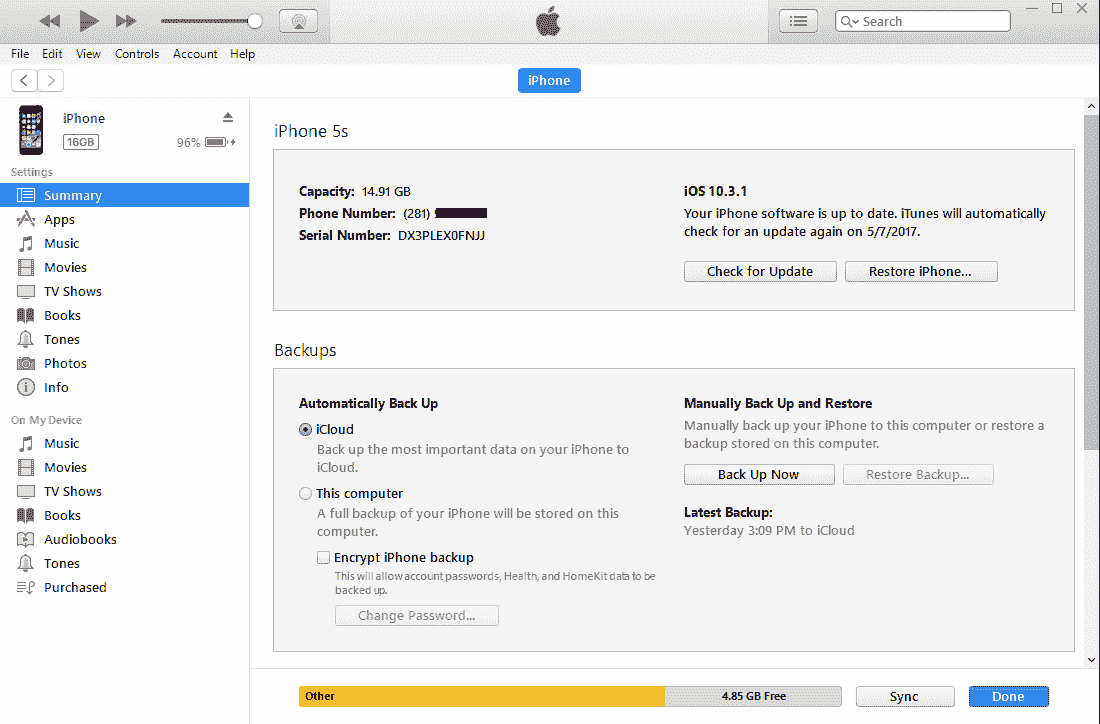 Search
File Edit View Controls Account Help
iPhone
iPhone
16GB
96%
Settings
Summary
Apps
Music
Movies
TV Shows
Books
Tones
Photos
Info
On My Device
Music
Movies
TV Shows
Books
Audiobooks
Tones
Purchased
iPhone 5s
Capacity: 14.91 GB
Phone Number: (281)
Serial Number: DX3PLEX0FNJJ
iOS 10.3.1
Your iPhone software is up to date. iTunes will automatically
check for an update again on 5/7/2017.
Check for Update Restore iPhone...
Backups
Automatically Back Up
iCloud
Back up the most important data on your iPhone to
iCloud.
This computer
A full backup of your iPhone will be stored on this
computer.
Encrypt iPhone backup
This will allow account passwords, Health, and HomeKit data to be
backed up.
Change Password...
Manually Back Up and Restore
Manually back up your iPhone to this computer or restore a
backup stored on this computer.
Back Up Now Restore Backup...
Latest Backup:
Yesterday 3:09 PM to iCloud
Other 4.85 GB Free Sync Done